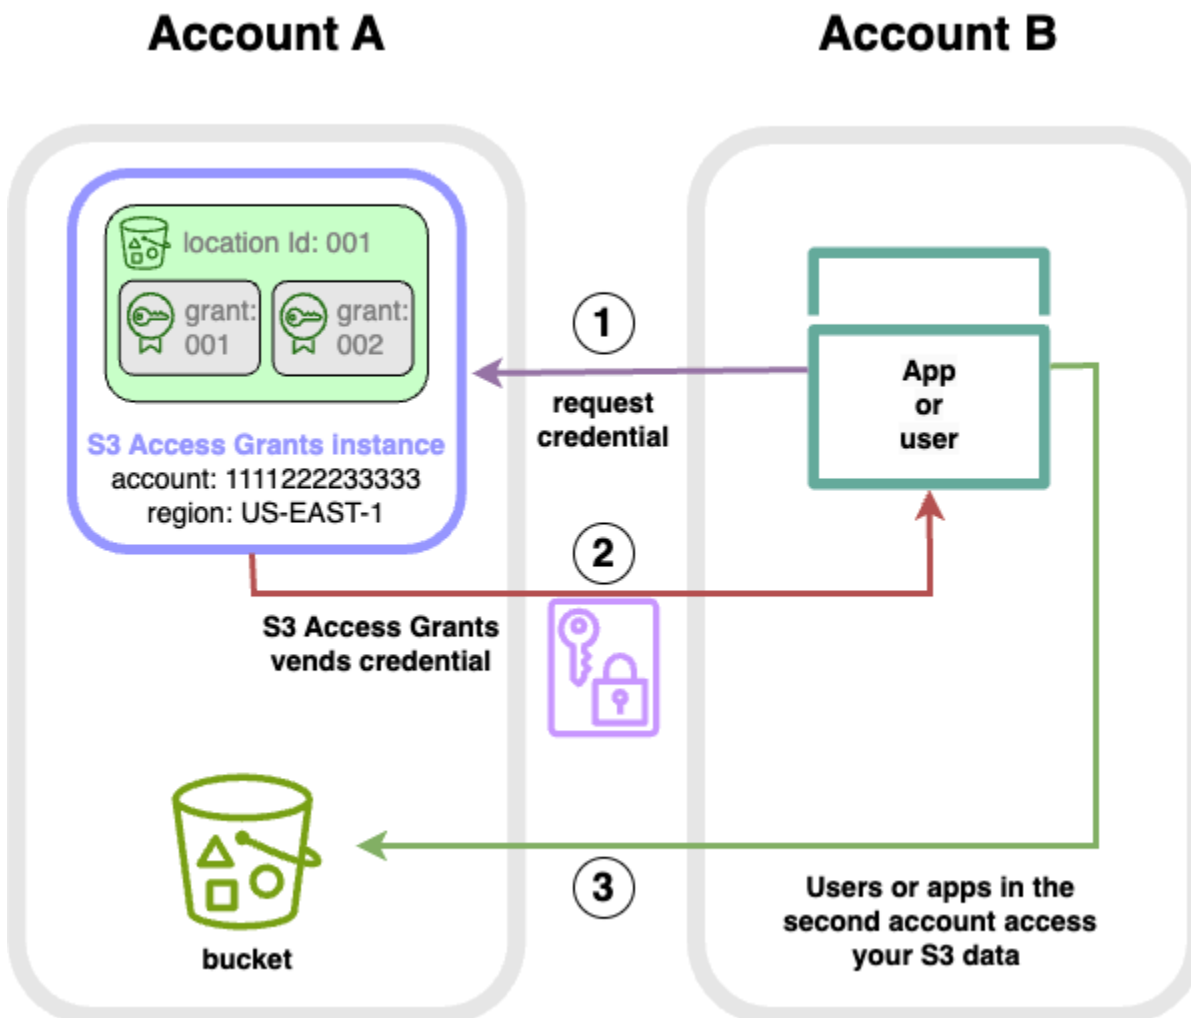 Account A
Account B
location Id: 001
grant:
001
grant:
002
S3 Access Grants instance
account: 1111222233333
region: US-EAST-1
1
request
credential
App
or
user
2
S3 Access Grants
vends credential
bucket
3
Users or apps in the
second account access
your S3 data